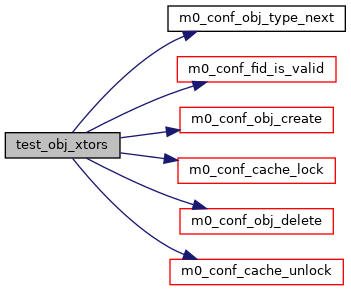 m0_conf_obj_type_next
m0_conf_fid_is_valid
m0_conf_obj_create
test_obj_xtors
m0_conf_cache_lock
m0_conf_obj_delete
m0_conf_cache_unlock